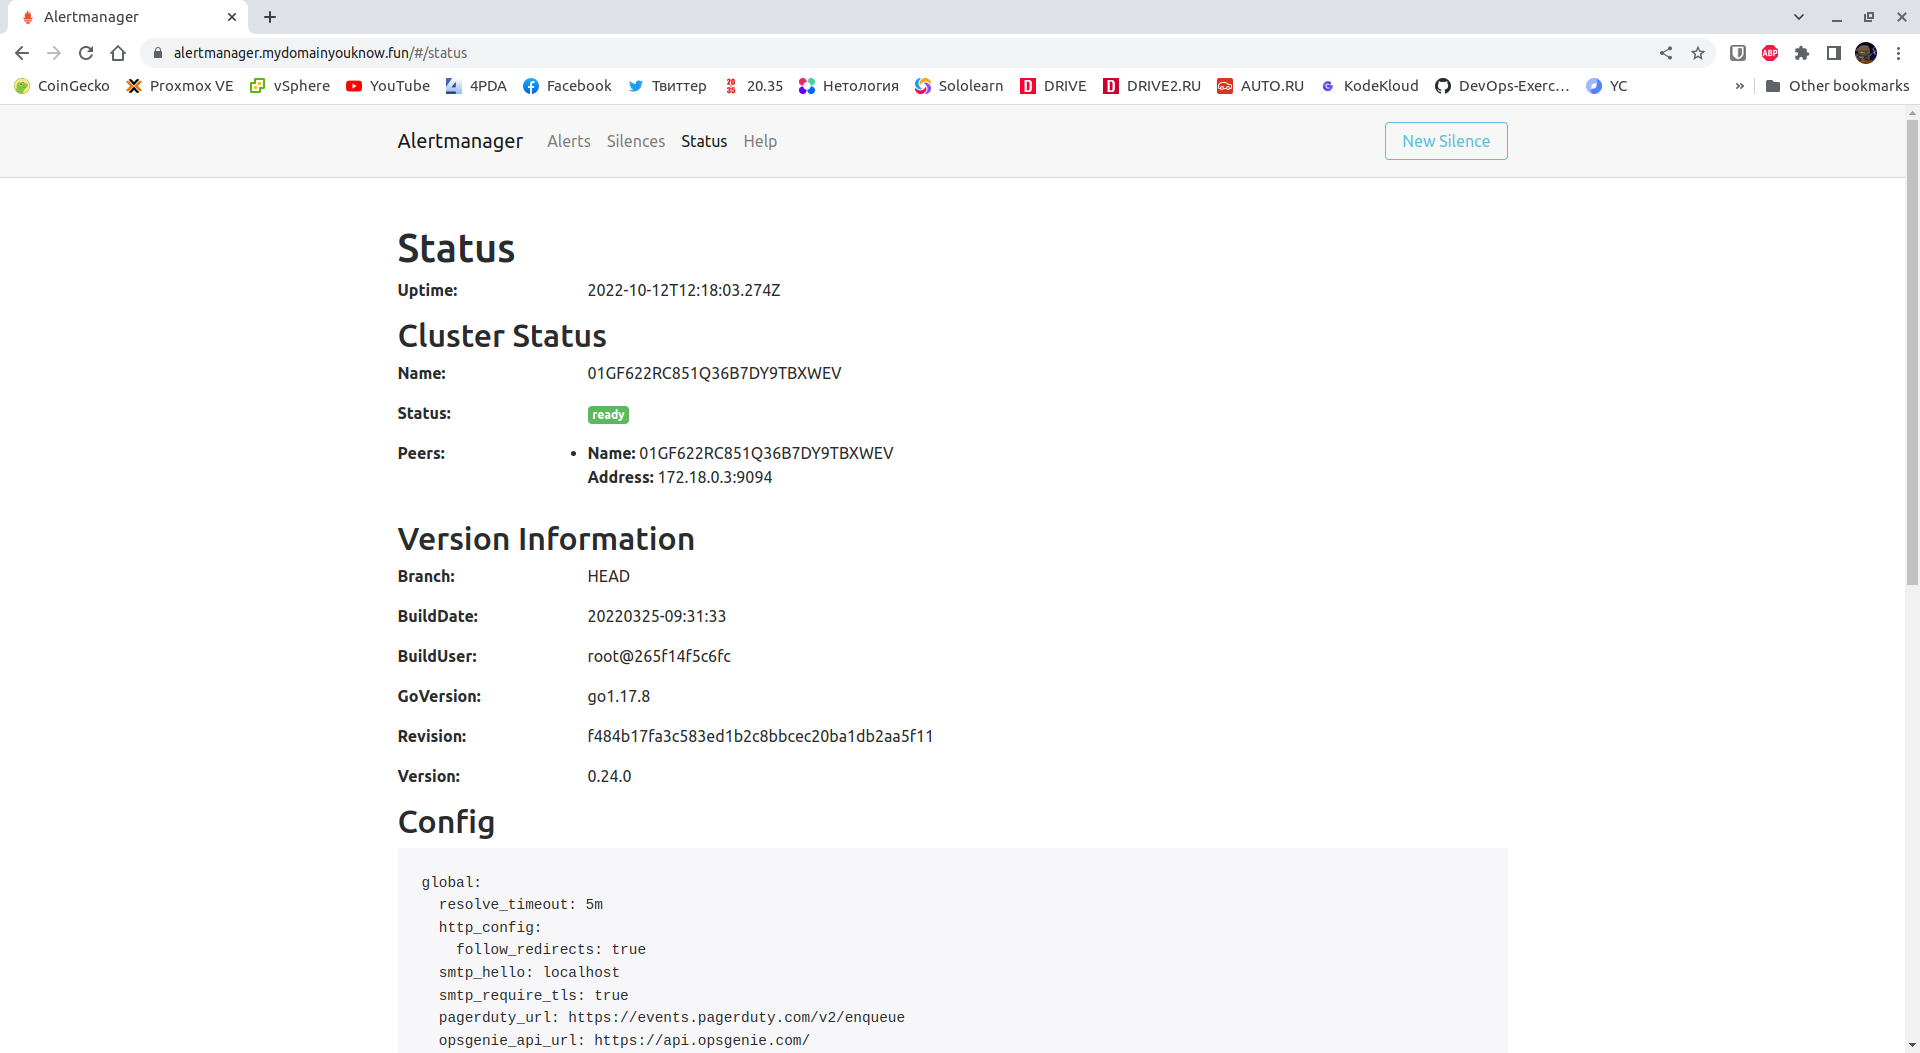 Alertmanager
alertmanager.mydomainyouknow.fun/#/status
ABP
CoinGecko Proxmox VE vSphere YouTube 4PDA Facebook Твиттер 20 35 20.35 Нетология Sololearn D DRIVE D DRIVE2.RU AUTO.RU G KodeKloud DevOps-Exerc… YC » Other bookmarks
Alertmanager Alerts Silences Status Help New Silence
Status
Uptime: 2022-10-12T12:18:03.274Z
Cluster Status
Name: 01GF622RC851Q36B7DY9TBXWEV
Status: ready
Peers: • Name: 01GF622RC851Q36B7DY9TBXWEV
Address: 172.18.0.3:9094
Version Information
Branch: HEAD
BuildDate: 20220325-09:31:33
BuildUser: root@265f14f5c6fc
GoVersion: go1.17.8
Revision: f484b17fa3c583ed1b2c8bbcec20ba1db2aa5f11
Version: 0.24.0
Config
global:
  resolve_timeout: 5m
  http_config:
    follow_redirects: true
  smtp_hello: localhost
  smtp_require_tls: true
  pagerduty_url: https://events.pagerduty.com/v2/enqueue
  opsgenie_api_url: https://api.opsgenie.com/